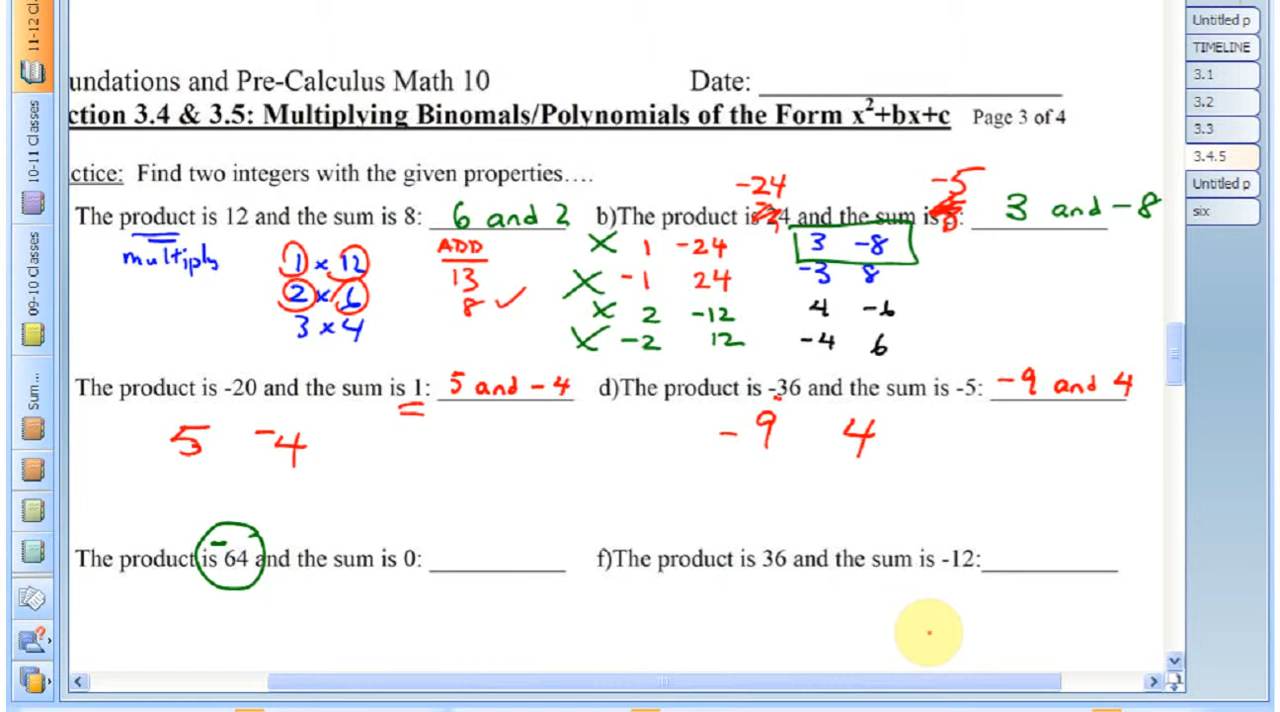 11-12 Cla
10-11 Classes
09-10 Classes
Sum...
Untitled p
TIMELINE
3.1
3.2
3.3
3.4.5
Untitled p
six
undations and Pre-Calculus Math 10 Date: ____
ction 3.4 & 3.5: Multiplying Binomals/Polynomials of the Form x²+bx+c Page 3 of 4
ctice: Find two integers with the given properties….
-24 -5
The product is 12 and the sum is 8: 6 and 2
multiply
1 × 12
2 × 6
3 × 4
ADD
13
8 ✓
b)The product is 24 and the sum is : 3 and -8
X 1 -24 3 -8
X -1 24 -3 8
X 2 -12 4 -6
X -2 12 -4 6
The product is -20 and the sum is 1: 5 and -4
5 -4
d)The product is -36 and the sum is -5: -9 and 4
-9 4
The product is -64 and the sum is 0: ____
f)The product is 36 and the sum is -12: ____